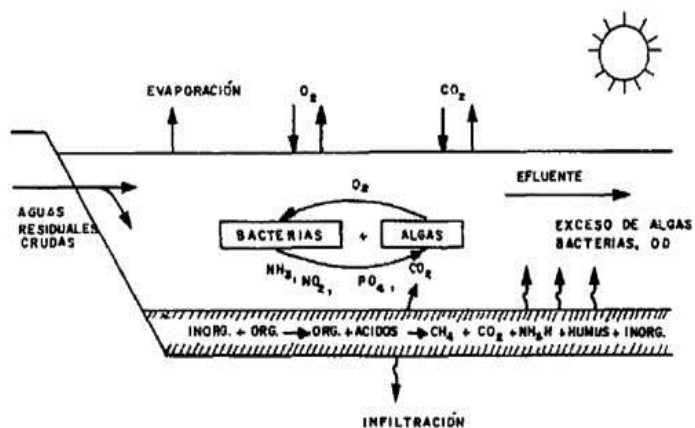 EVAPORACIÓN
O2
CO2
O2
EFLUENTE
AGUAS
RESIDUALES
CRUDAS
BACTERIAS + ALGAS
EXCESO DE ALGAS
BACTERIAS, OD
NH3, NO2, PO4, CO2
INORG. + ORG. → ORG. + ACIDOS → CH4 + CO2 + NH3H + HUMUS + INORG.
INFILTRACIÓN